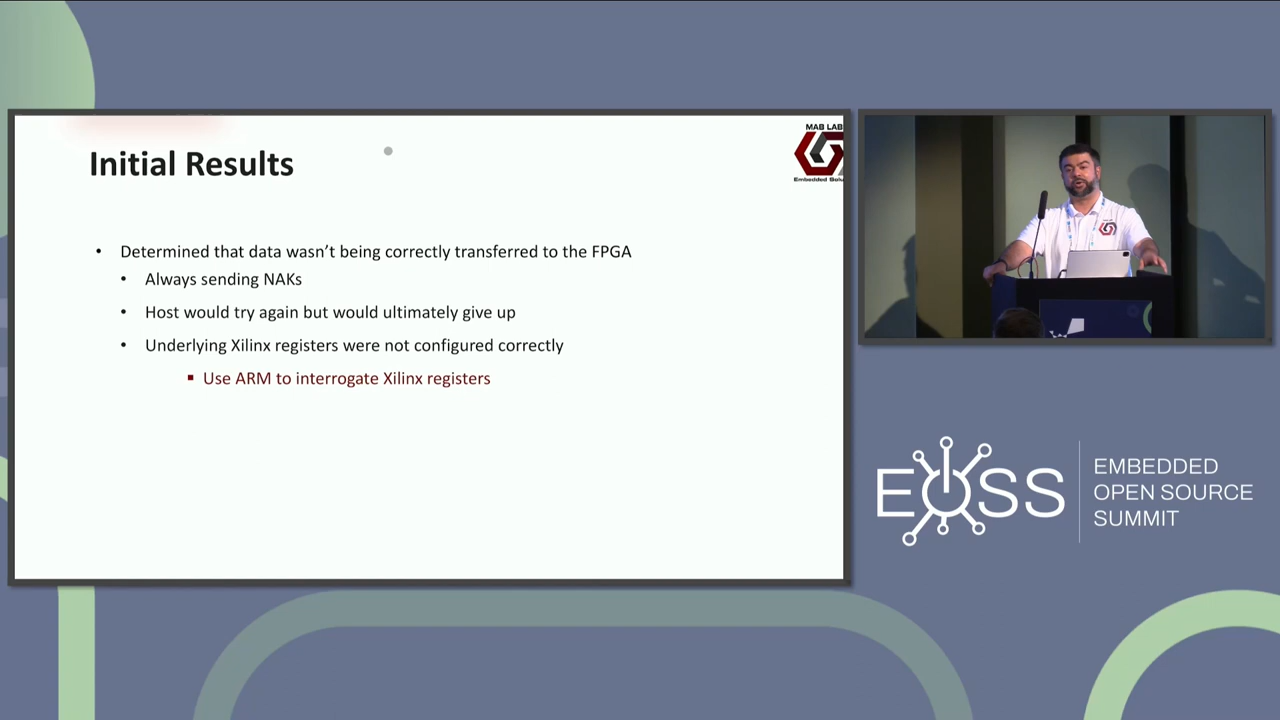 Initial Results
MAB LAB
Embedded Solu
• Determined that data wasn’t being correctly transferred to the FPGA
• Always sending NAKs
• Host would try again but would ultimately give up
• Underlying Xilinx registers were not configured correctly
▪ Use ARM to interrogate Xilinx registers
EOSS
EMBEDDED
OPEN SOURCE
SUMMIT